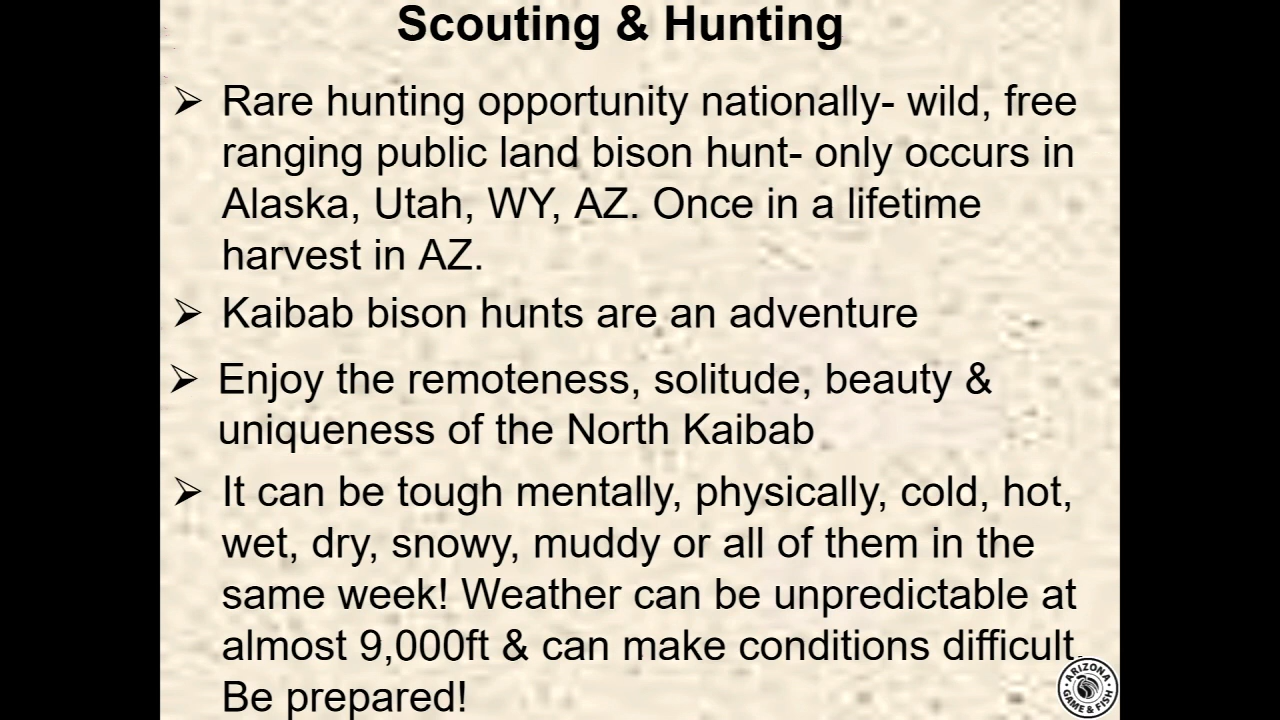 Scouting & Hunting
➢ Rare hunting opportunity nationally- wild, free
ranging public land bison hunt- only occurs in
Alaska, Utah, WY, AZ. Once in a lifetime
harvest in AZ.
➢ Kaibab bison hunts are an adventure
➢ Enjoy the remoteness, solitude, beauty &
uniqueness of the North Kaibab
➢ It can be tough mentally, physically, cold, hot,
wet, dry, snowy, muddy or all of them in the
same week! Weather can be unpredictable at
almost 9,000ft & can make conditions difficult.
Be prepared!
ARIZONA
GAME & FISH